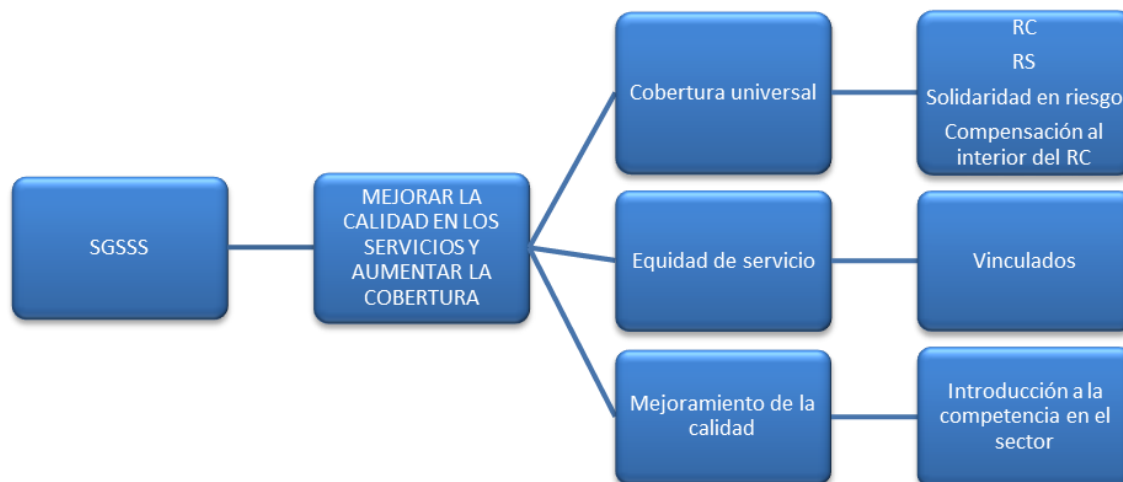 SGSSS
MEJORAR LA
CALIDAD EN LOS
SERVICIOS Y
AUMENTAR LA
COBERTURA
Cobertura universal
RC
RS
Solidaridad en riesgo
Compensación al
interior del RC
Equidad de servicio
Vinculados
Mejoramiento de la
calidad
Introducción a la
competencia en el
sector